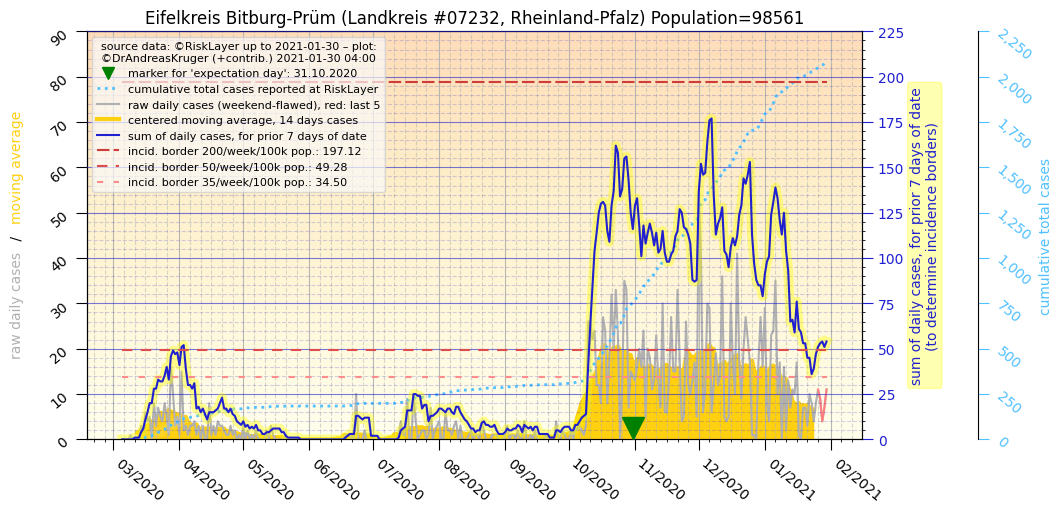 Eifelkreis Bitburg-Prüm (Landkreis #07232, Rheinland-Pfalz) Population=98561
source data: ©RiskLayer up to 2021-01-30 – plot:
©DrAndreasKruger (+contrib.) 2021-01-30 04:00
marker for 'expectation day': 31.10.2020
cumulative total cases reported at RiskLayer
raw daily cases (weekend-flawed), red: last 5
centered moving average, 14 days cases
sum of daily cases, for prior 7 days of date
incid. border 200/week/100k pop.: 197.12
incid. border 50/week/100k pop.: 49.28
incid. border 35/week/100k pop.: 34.50
raw daily cases / moving average
90
80
70
60
50
40
30
20
10
0
03/2020
04/2020
05/2020
06/2020
07/2020
08/2020
09/2020
10/2020
11/2020
12/2020
01/2021
02/2021
225
200
175
150
125
100
75
50
25
0
sum of daily cases, for prior 7 days of date
(to determine incidence borders)
2,250
2,000
1,750
1,500
1,250
1,000
750
500
250
0
cumulative total cases